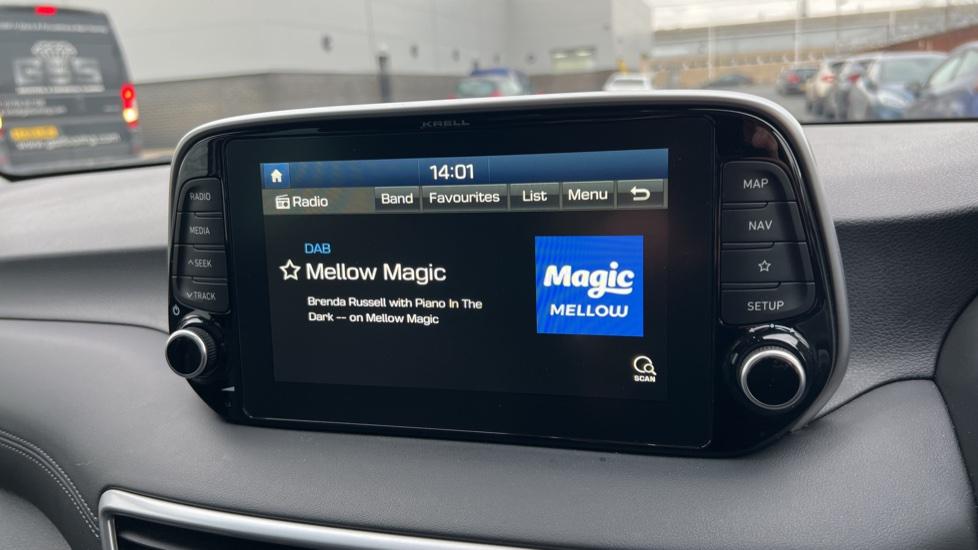 KRELL
14:01
Radio
Band
Favourites
List
Menu
DAB
Mellow Magic
Brenda Russell with Piano In The
Dark -- on Mellow Magic
Magic
MELLOW
SCAN
RADIO
MEDIA
SEEK
TRACK
MAP
NAV
SETUP